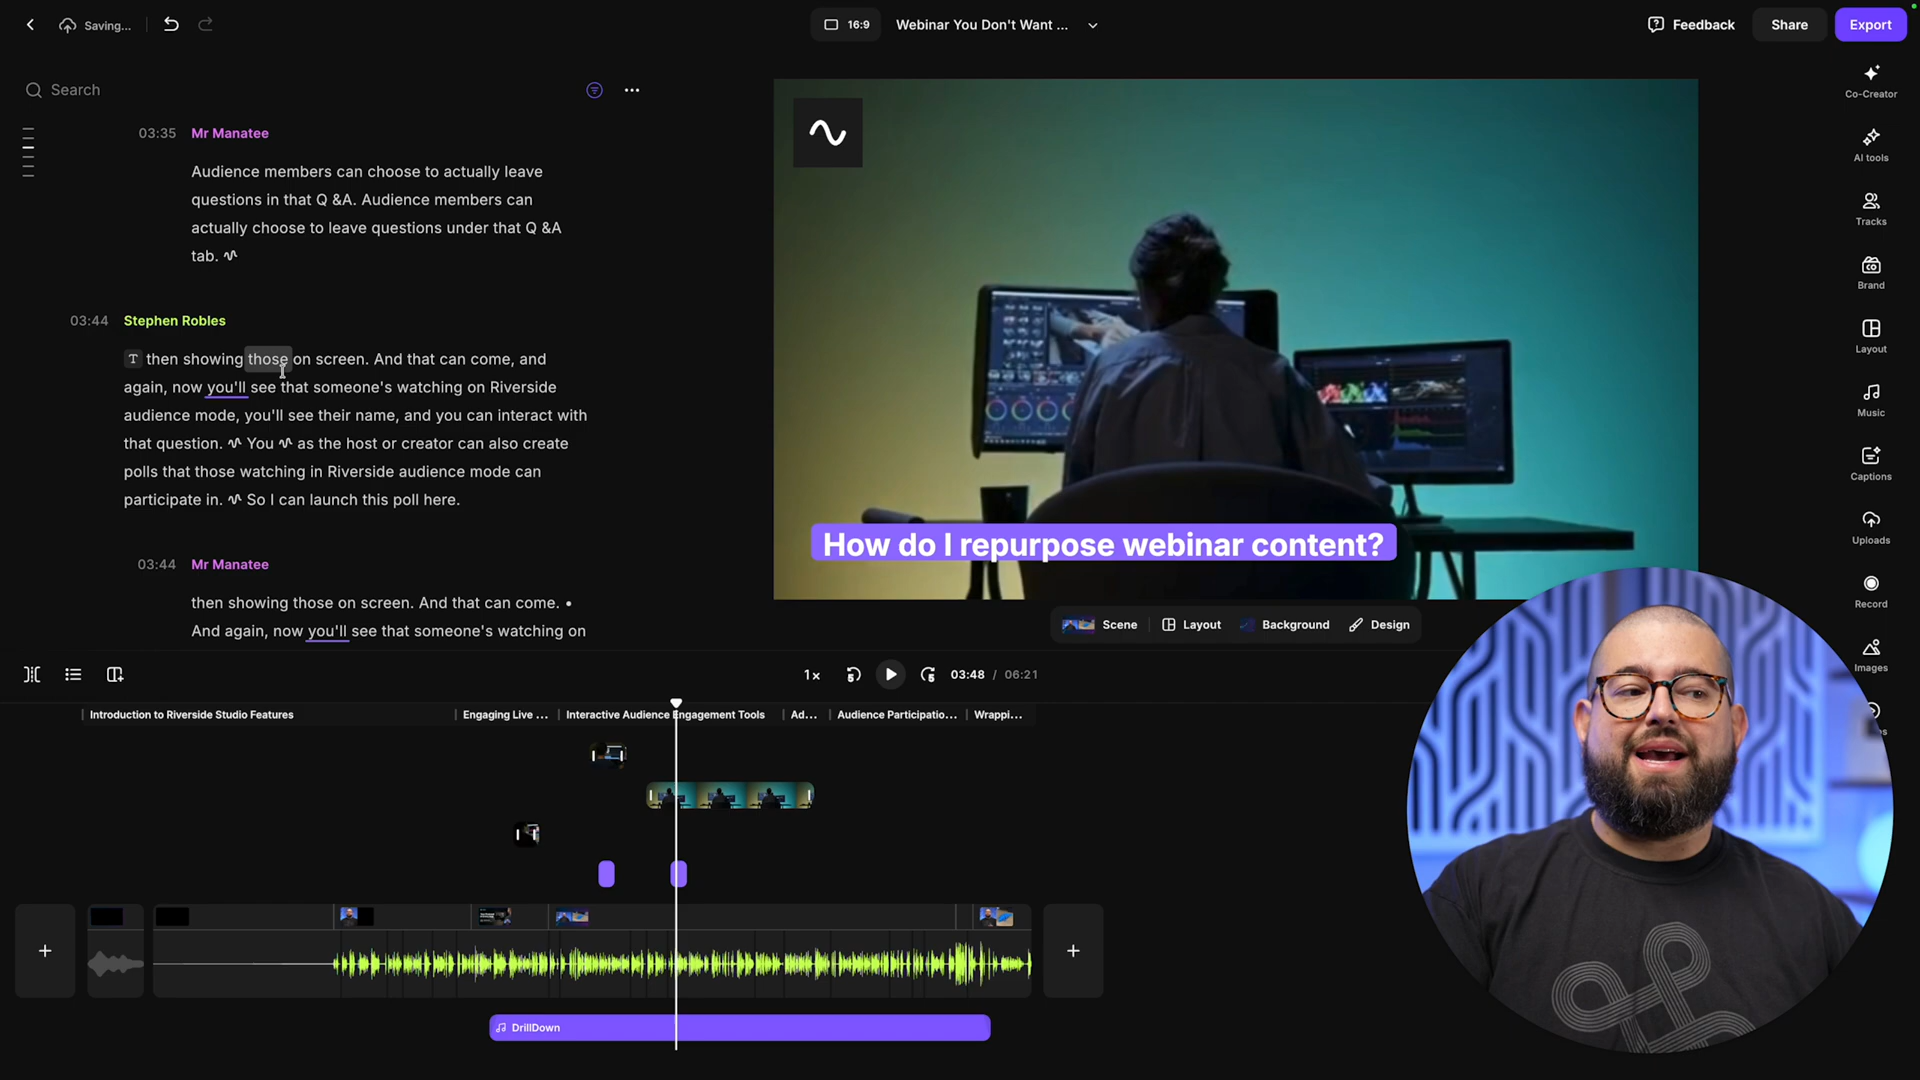 Saving...
16:9
Webinar You Don't Want ...
Feedback
Share
Export
Search
03:35 Mr Manatee
Audience members can choose to actually leave
questions in that Q &A. Audience members can
actually choose to leave questions under that Q &A
tab.
03:44 Stephen Robles
T then showing those on screen. And that can come, and
again, now you'll see that someone's watching on Riverside
audience mode, you'll see their name, and you can interact with
that question. You as the host or creator can also create
polls that those watching in Riverside audience mode can
participate in. So I can launch this poll here.
03:44 Mr Manatee
then showing those on screen. And that can come. •
And again, now you'll see that someone's watching on
How do I repurpose webinar content?
Scene
Layout
Background
Design
Co-Creator
AI tools
Tracks
Brand
Layout
Music
Captions
Uploads
Record
Images
1x
5
5
03:48 / 06:21
Introduction to Riverside Studio Features
Engaging Live ...
Interactive Audience Engagement Tools
Ad...
Audience Participatio...
Wrappi...
+
+
DrillDown